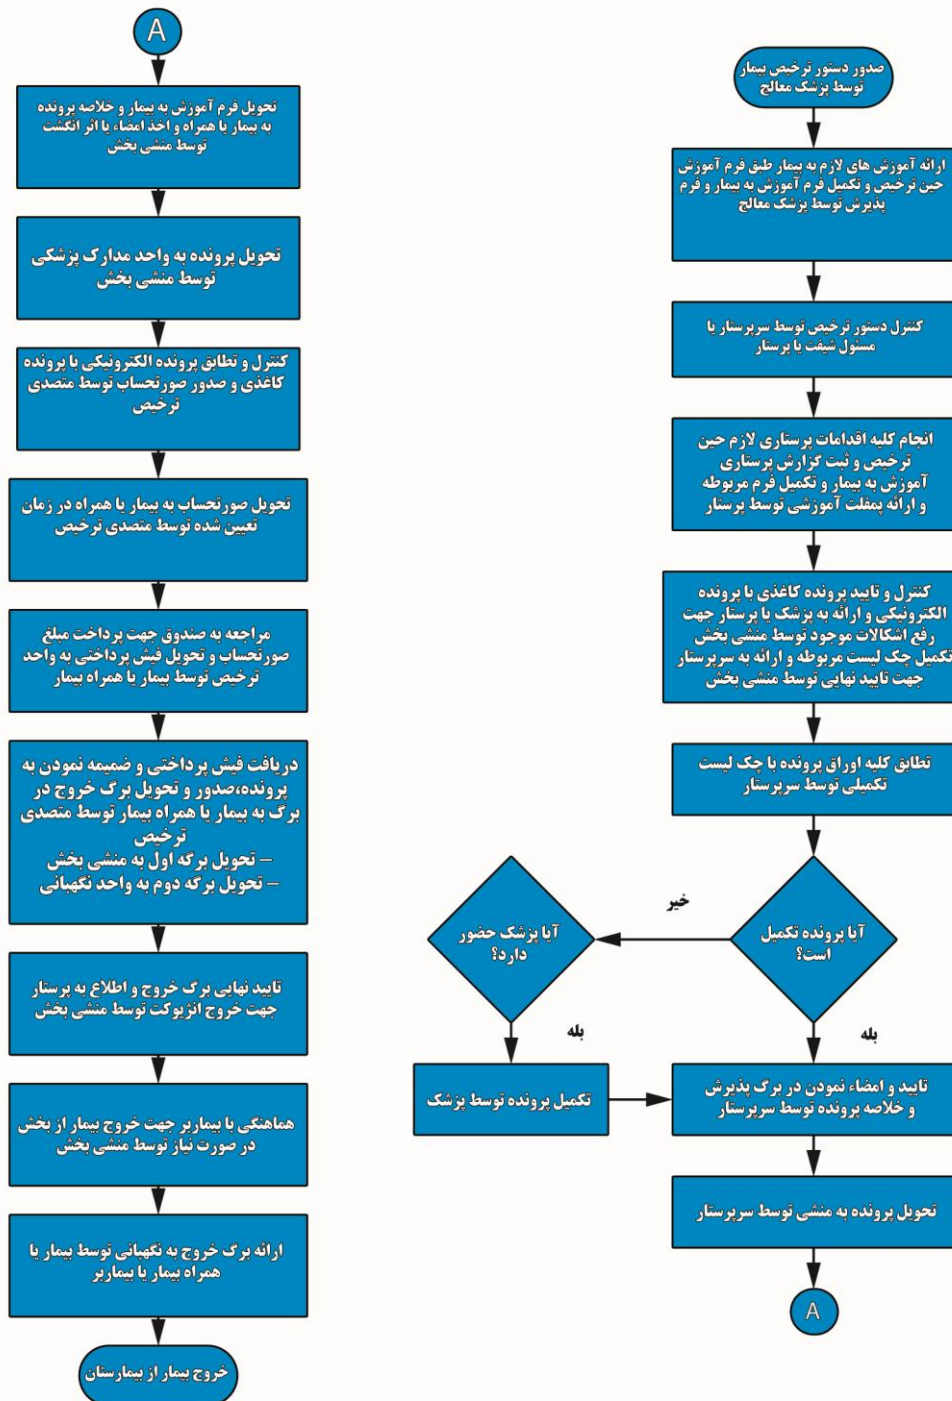 صدور دستور ترخیص بیمار
توسط پزشک معالج
ارائه آموزش های لازم به بیمار طبق فرم آموزش
حین ترخیص و تکمیل فرم آموزش به بیمار و فرم
پذیرش توسط پزشک معالج
کنترل دستور ترخیص توسط سرپرستار یا
مسئول شیفت یا پرستار
انجام کلیه اقدامات پرستاری لازم حین
ترخیص و ثبت گزارش پرستاری
آموزش به بیمار و تکمیل فرم مربوطه
و ارائه پمفلت آموزشی توسط پرستار
کنترل و تایید پرونده کاغذی با پرونده
الکترونیکی و ارائه به پزشک یا پرستار جهت
رفع اشکالات موجود توسط منشی بخش
تکمیل چک لیست مربوطه و ارائه به سرپرستار
جهت تایید نهایی توسط منشی بخش
تطابق کلیه اوراق پرونده با چک لیست
تکمیلی توسط سرپرستار
آیا پرونده تکمیل
است؟
خیر
آیا پزشک حضور
دارد؟
بله
بله
تکمیل پرونده توسط پزشک
تایید و امضاء نمودن در برگ پذیرش
و خلاصه پرونده توسط سرپرستار
تحویل پرونده به منشی توسط سرپرستار
A
A
تحویل فرم آموزش به بیمار و خلاصه پرونده
به بیمار یا همراه و اخذ امضاء یا اثر انگشت
توسط منشی بخش
تحویل پرونده به واحد مدارک پزشکی
توسط منشی بخش
کنترل و تطابق پرونده الکترونیکی با پرونده
کاغذی و صدور صورتحساب توسط متصدی
ترخیص
تحویل صورتحساب به بیمار یا همراه در زمان
تعیین شده توسط متصدی ترخیص
مراجعه به صندوق جهت پرداخت مبلغ
صورتحساب و تحویل فیش پرداختی به واحد
ترخیص توسط بیمار یا همراه بیمار
دریافت فیش پرداختی و ضمیمه نمودن به
پرونده،صدور و تحویل برگ خروج در
برگ به بیمار یا همراه بیمار توسط متصدی
ترخیص
– تحویل برگه اول به منشی بخش
– تحویل برگه دوم به واحد نگهبانی
تایید نهایی برگ خروج و اطلاع به پرستار
جهت خروج انژیوکت توسط منشی بخش
هماهنگی با بیماربر جهت خروج بیمار از بخش
در صورت نیاز توسط منشی بخش
ارائه برگ خروج به نگهبانی توسط بیمار یا
همراه بیمار یا بیماربر
خروج بیمار از بیمارستان